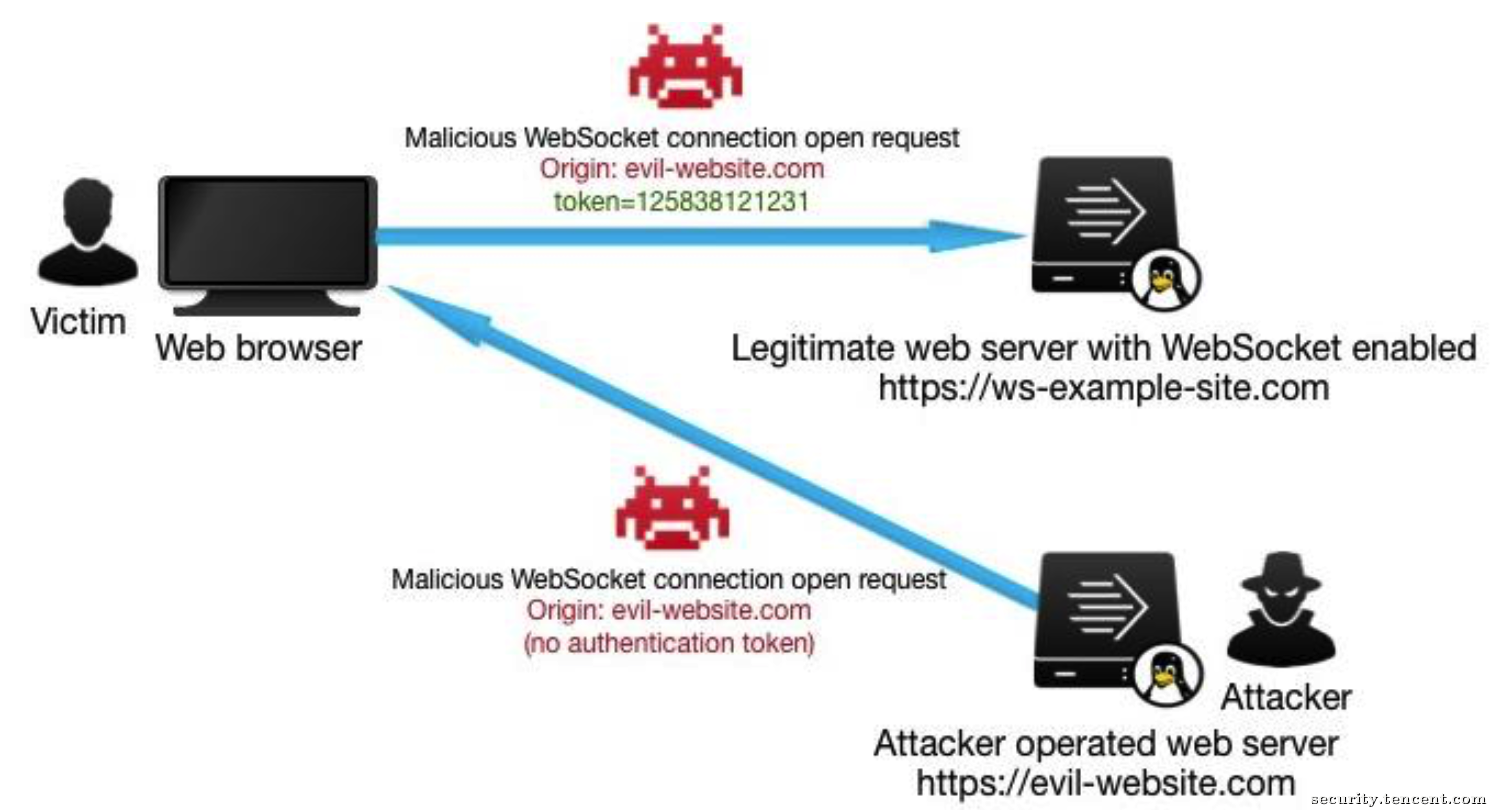 Malicious WebSocket connection open request
Origin: evil-website.com
token=125838121231
Victim
Web browser
Legitimate web server with WebSocket enabled
https://ws-example-site.com
Malicious WebSocket connection open request
Origin: evil-website.com
(no authentication token)
Attacker
Attacker operated web server
https://evil-website.com
security.tencent.com